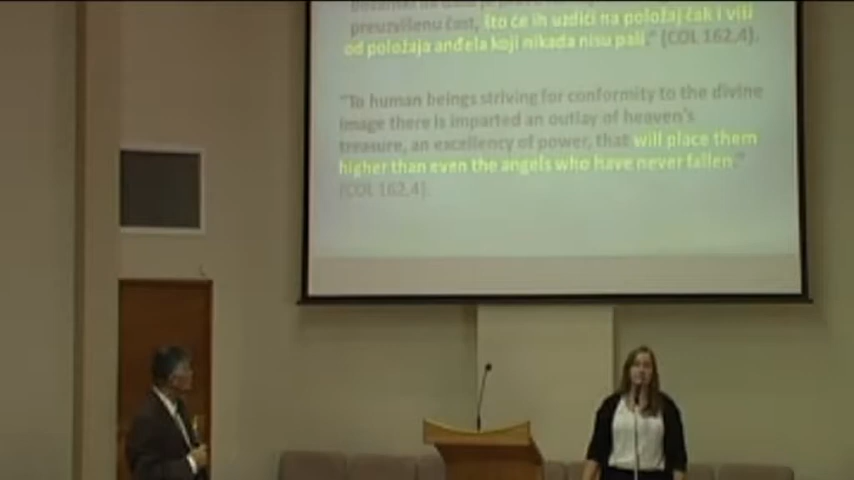 preuzvišenu čast, što će ih uzdići na položaj čak i viši
od položaja anđela koji nikada nisu pali." (COL 162,4).
"To human beings striving for conformity to the divine
image there is imparted an outlay of heaven's
treasure, an excellency of power, that will place them
higher than even the angels who have never fallen."
(COL 162,4).